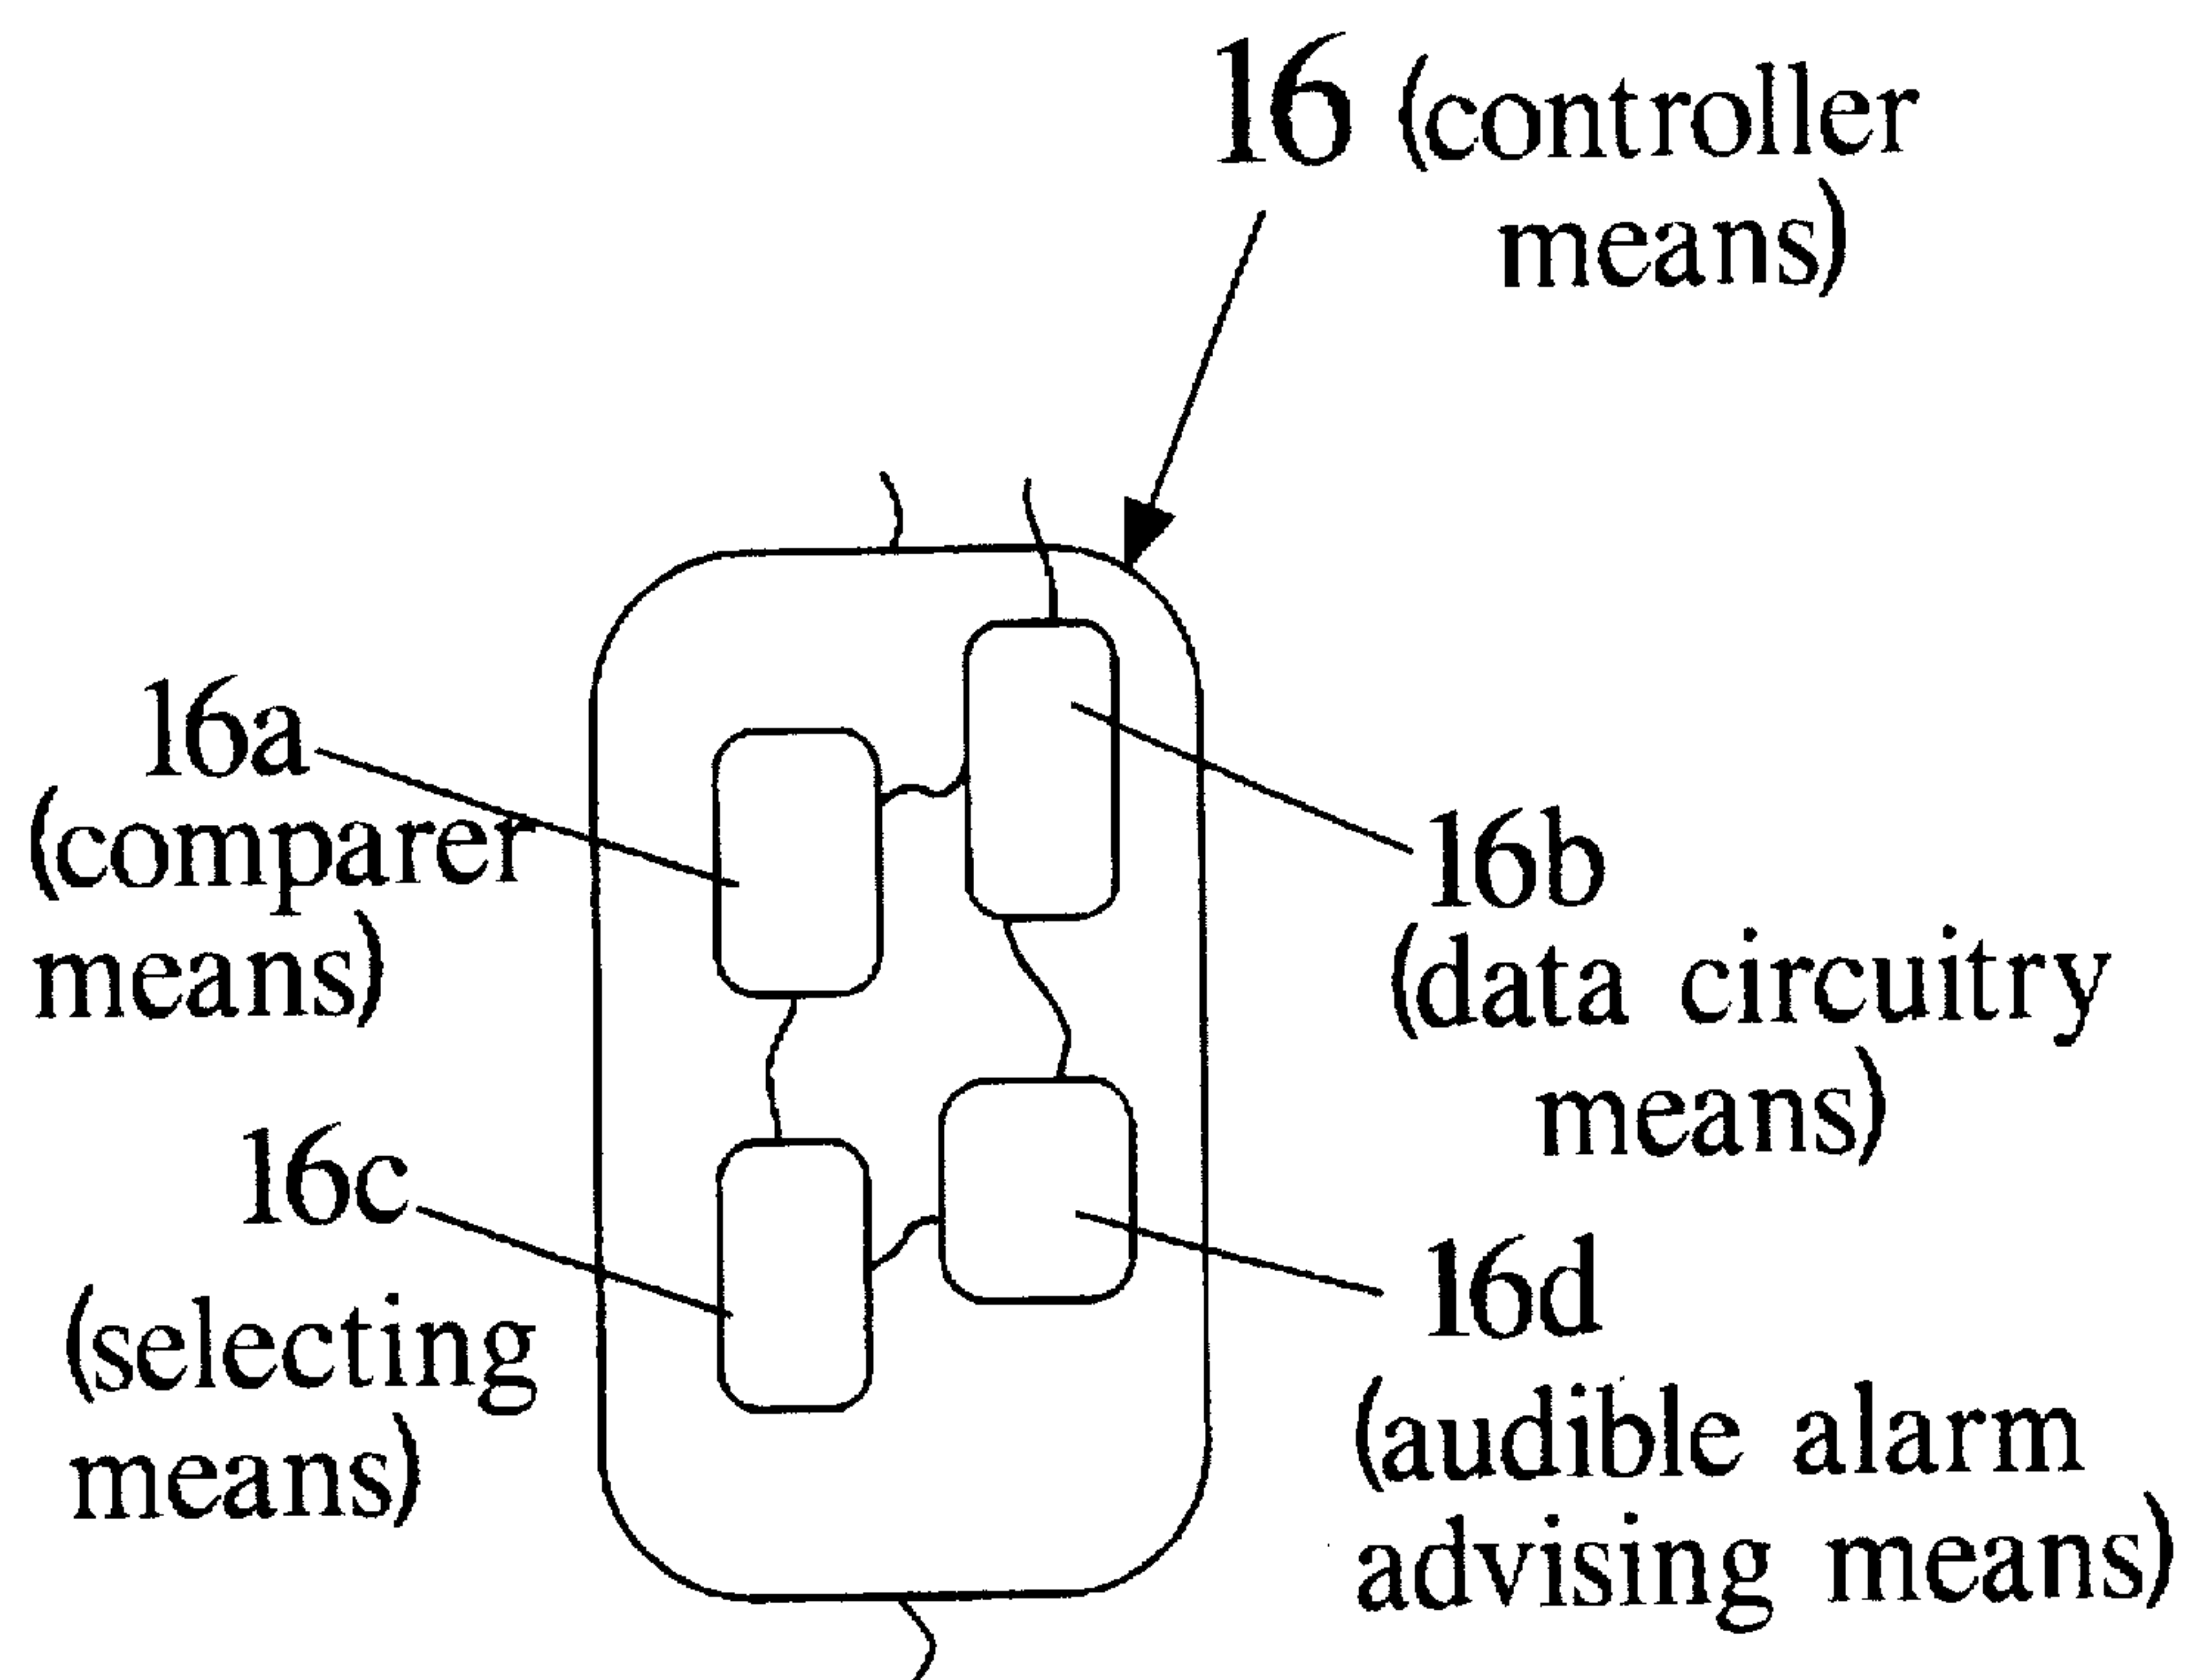 16 (controller
means)
16a
(comparer
means)
16b
(data circuitry
means)
16c
(selecting
means)
16d
(audible alarm
advising means)